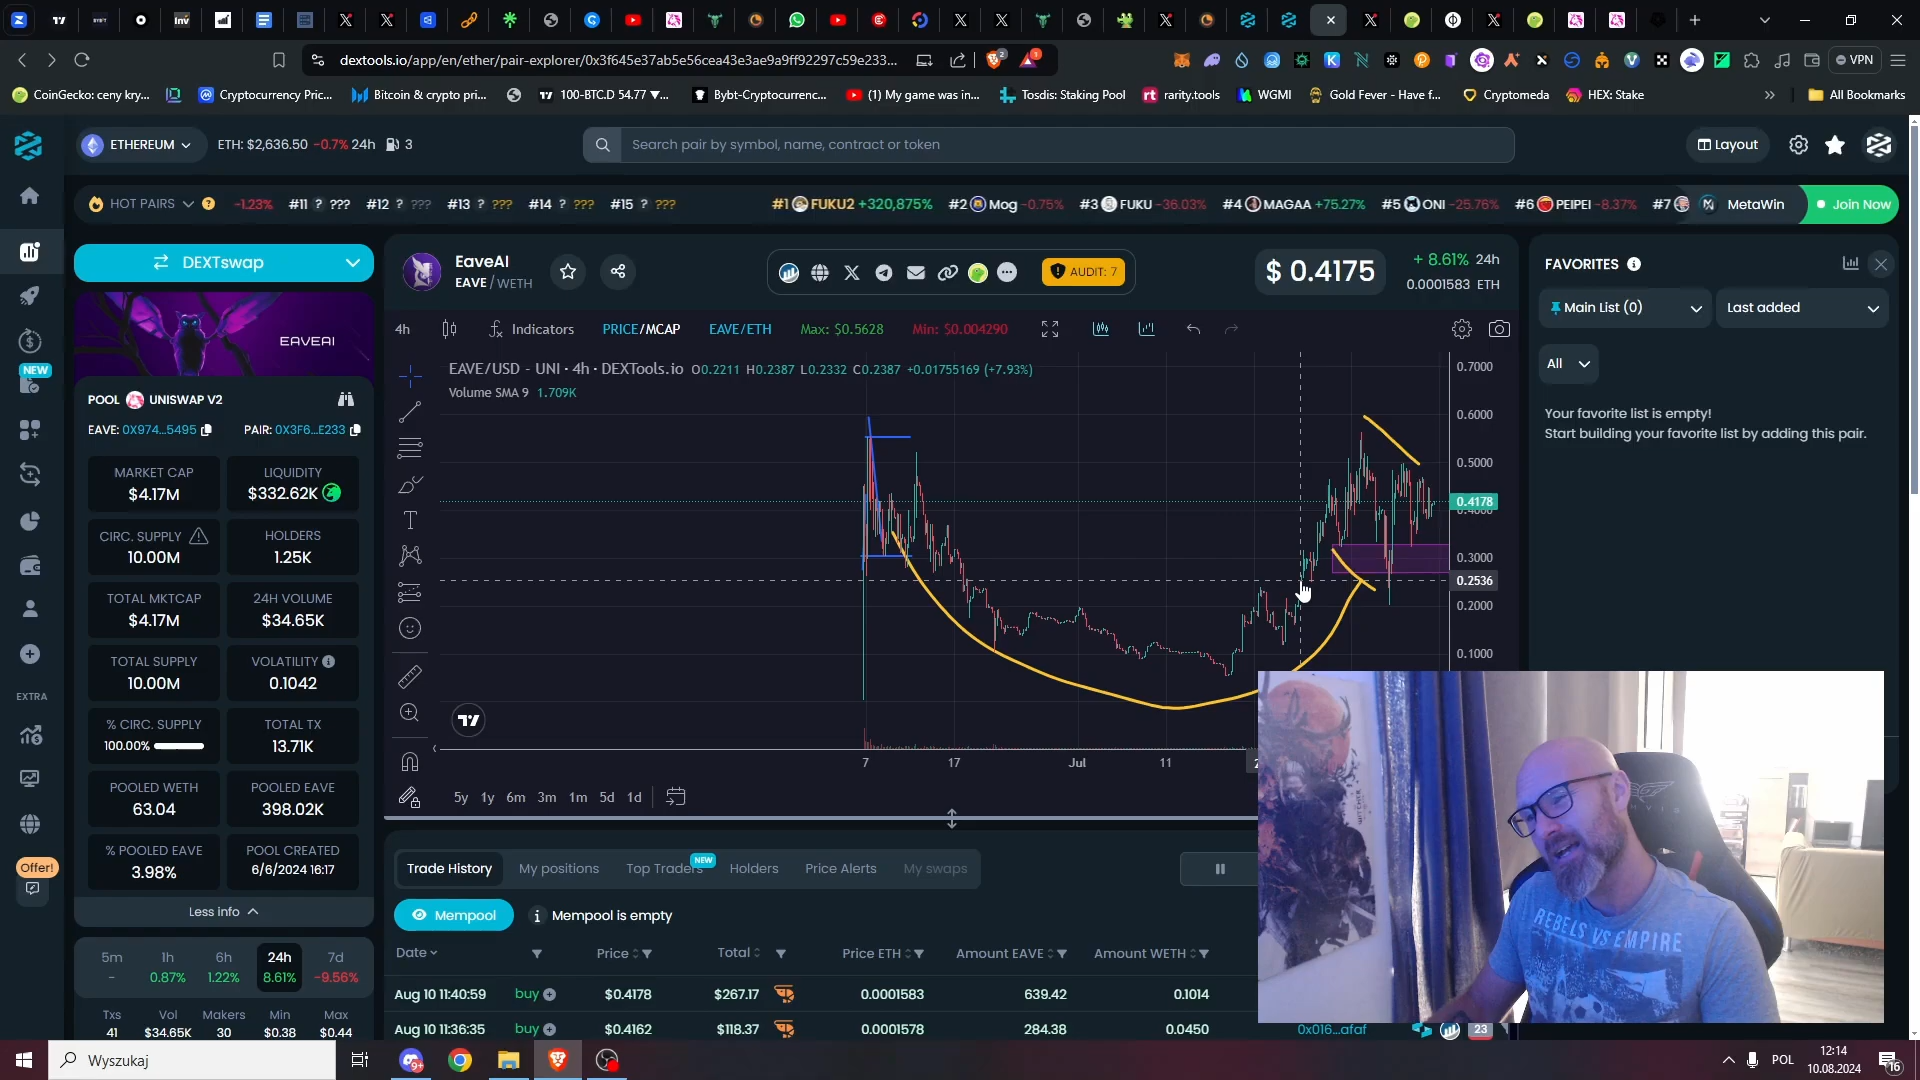 dextools.io/app/en/ether/pair-explorer/0x3f645e37ab5e56cea43e3ae9a9ff92297c59e233...
VPN
CoinGecko: ceny kry...
Cryptocurrency Pric...
Bitcoin & crypto pri...
100-BTC.D 54.77 ▼...
Bybt-Cryptocurrenc...
(1) My game was in...
Tosdis: Staking Pool
rarity.tools
WGMI
Gold Fever - Have f...
Cryptomeda
HEX: Stake
All Bookmarks
ETHEREUM
ETH: $2,636.50 -0.7% 24h 3
Search pair by symbol, name, contract or token
Layout
HOT PAIRS
-1.23% #11 ? ??? #12 ? ??? #13 ? ??? #14 ? ??? #15 ? ???
#1 FUKU2 +320,875% #2 Mog -0.75% #3 FUKU -36.03% #4 MAGAA +75.27% #5 ONI -25.76% #6 PEIPEI -8.37% #7
MetaWin
Join Now
DEXTswap
EAVEAI
EaveAI
EAVE / WETH
AUDIT: 7
$ 0.4175
+ 8.61% 24h
0.0001583 ETH
FAVORITES
Main List (0)
Last added
All
Your favorite list is empty!
Start building your favorite list by adding this pair.
4h
Indicators
PRICE/MCAP
EAVE/ETH
Max: $0.5628
Min: $0.004290
EAVE/USD - UNI · 4h · DEXTools.io O0.2211 H0.2387 L0.2332 C0.2387 +0.01755169 (+7.93%)
Volume SMA 9 1.709K
0.7000
0.6000
0.5000
0.4178
0.4000
0.3000
0.2536
0.2000
0.1000
7
17
Jul
11
5y 1y 6m 3m 1m 5d 1d
POOL UNISWAP V2
EAVE: 0X974...5495
PAIR: 0X3F6...E233
MARKET CAP
$4.17M
LIQUIDITY
$332.62K
CIRC. SUPPLY
10.00M
HOLDERS
1.25K
TOTAL MKTCAP
$4.17M
24H VOLUME
$34.65K
TOTAL SUPPLY
10.00M
VOLATILITY
0.1042
% CIRC. SUPPLY
100.00%
TOTAL TX
13.71K
POOLED WETH
63.04
POOLED EAVE
398.02K
% POOLED EAVE
3.98%
POOL CREATED
6/6/2024 16:17
Less info
5m 1h 6h 24h 7d
- 0.87% 1.22% 8.61% -9.56%
Txs Vol Makers Min Max
41 $34.65K 30 $0.38 $0.44
NEW
EXTRA
Offer!
Trade History
My positions
Top Traders
NEW
Holders
Price Alerts
My swaps
Mempool
Mempool is empty
Date Price Total Price ETH Amount EAVE Amount WETH
Aug 10 11:40:59 buy $0.4178 $267.17 0.0001583 639.42 0.1014
Aug 10 11:36:35 buy $0.4162 $118.37 0.0001578 284.38 0.0450 0x016...afaf 23
REBELS VS EMPIRE
Wyszukaj
POL
12:14
10.08.2024
16